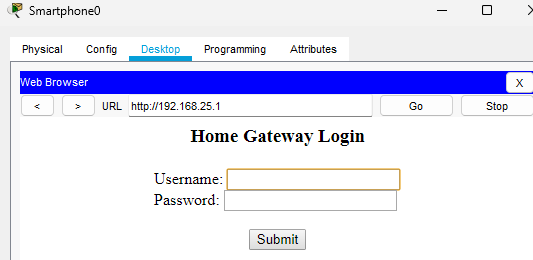 Smartphone0
Physical Config Desktop Programming Attributes
Web Browser X
< > URL http://192.168.25.1 Go Stop
Home Gateway Login
Username:
Password:
Submit